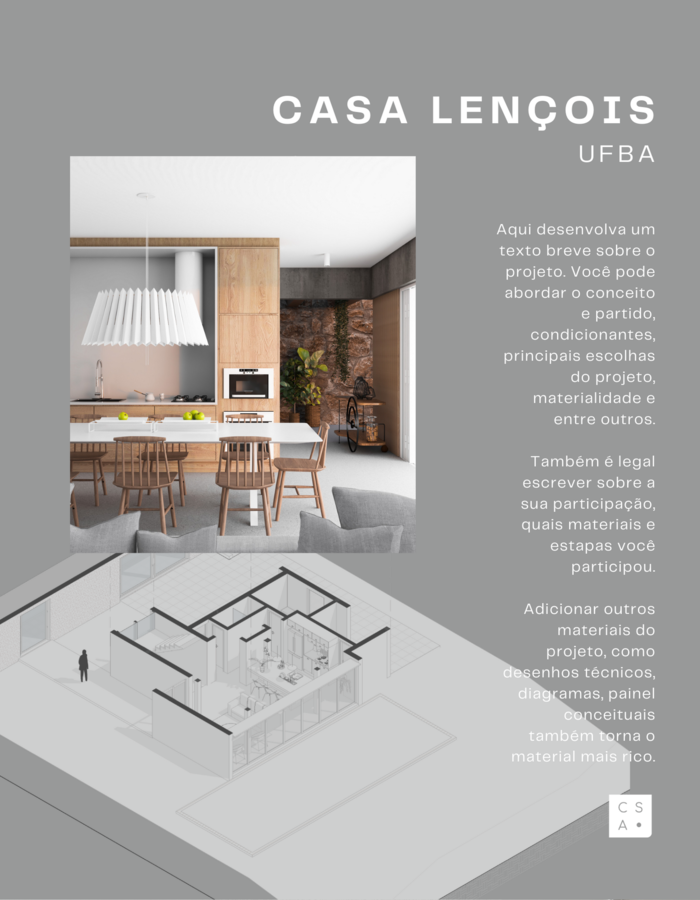 CASA LENÇOIS
UFBA
Aqui desenvolva um
texto breve sobre o
projeto. Você pode
abordar o conceito
e partido,
condicionantes,
principais escolhas
do projeto,
materialidade e
entre outros.
Também é legal
escrever sobre a
sua participação,
quais materiais e
estapas você
participou.
Adicionar outros
materiais do
projeto, como
desenhos técnicos,
diagramas, painel
conceituais
também torna o
material mais rico.
C S
A •